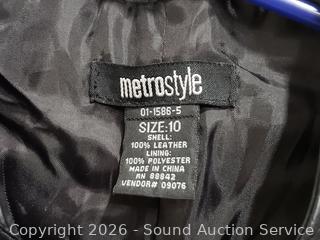 metrostyle
01-1586-5
SIZE:10
SHELL:
100% LEATHER
LINING:
100% POLYESTER
MADE IN CHINA
RN 88842
VENDOR# 09076
Copyright 2026 - Sound Auction Service